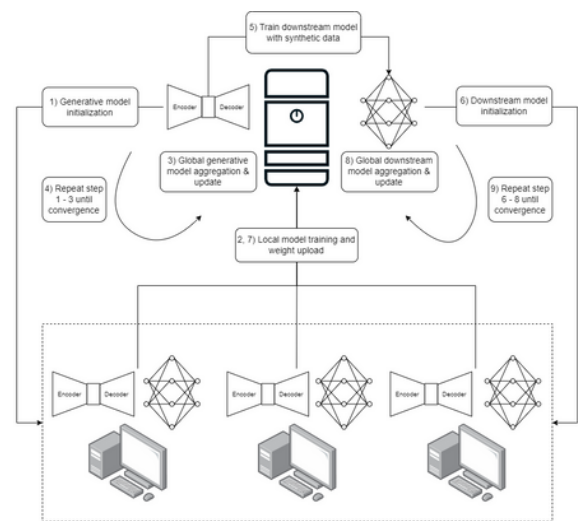 5) Train downstream model
with synthetic data
1) Generative model
initialization
Encoder
Decoder
6) Downstream model
initialization
3) Global generative
model aggregation &
update
8) Global downstream
model aggregation
& update
4) Repeat step
1 - 3 until
convergence
9) Repeat step
6 - 8 until
convergence
2, 7) Local model training and
weight upload
Encoder
Decoder
Encoder
Decoder
Encoder
Decoder